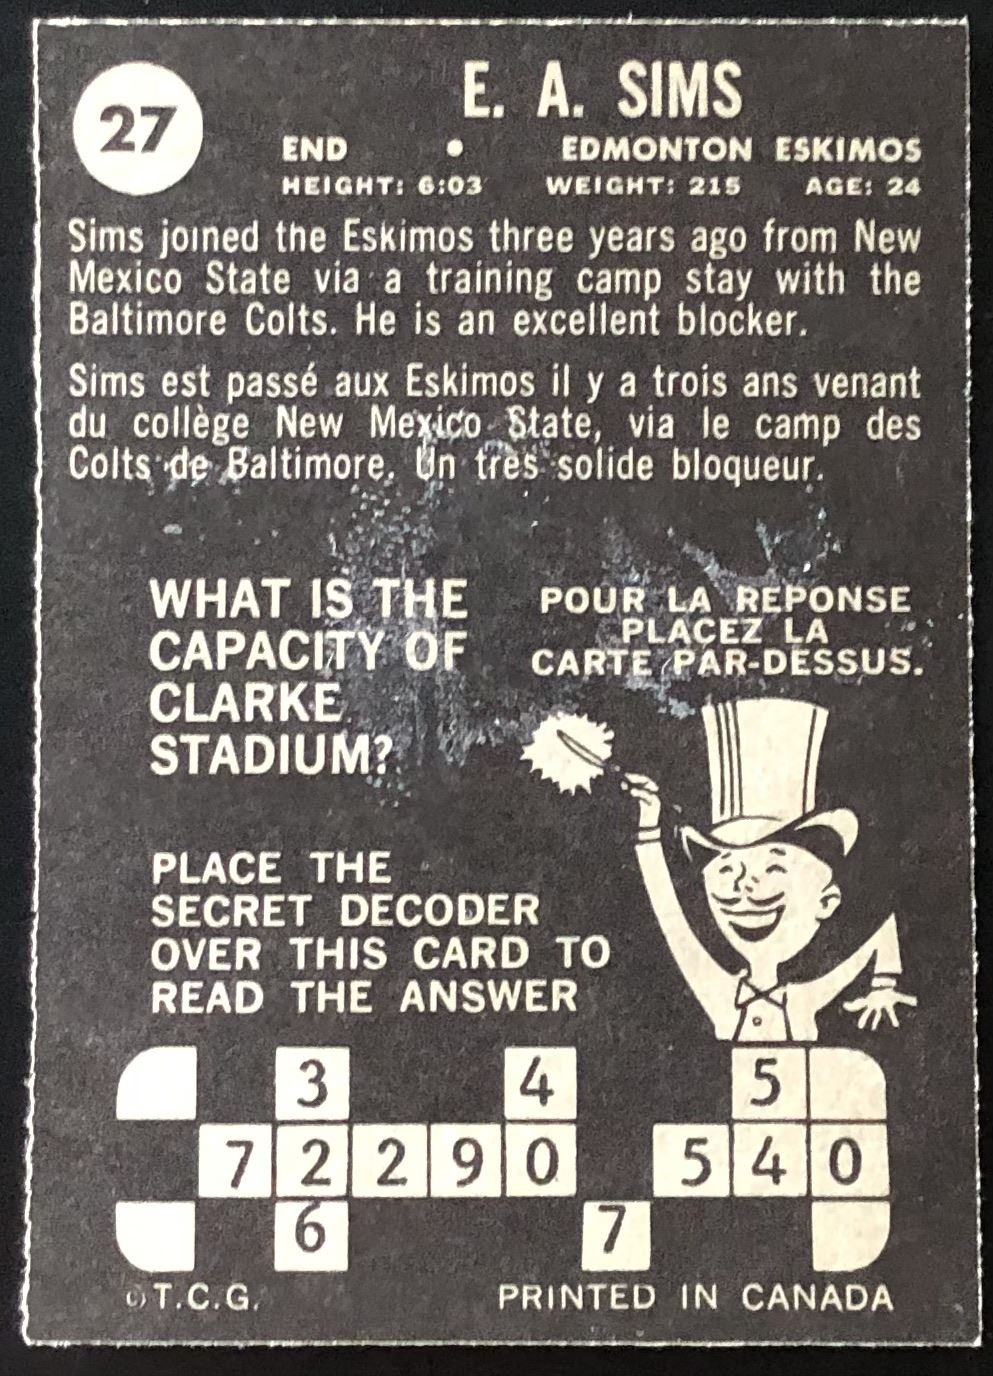 27
E. A. SIMS
END • EDMONTON ESKIMOS
HEIGHT: 6:03 WEIGHT: 215 AGE: 24
Sims joined the Eskimos three years ago from New
Mexico State via a training camp stay with the
Baltimore Colts. He is an excellent blocker.
Sims est passé aux Eskimos il y a trois ans venant
du collège New Mexico State, via le camp des
Colts de Baltimore. Un très solide bloqueur.
WHAT IS THE
CAPACITY OF
CLARKE
STADIUM?
POUR LA REPONSE
PLACEZ LA
CARTE PAR-DESSUS.
PLACE THE
SECRET DECODER
OVER THIS CARD TO
READ THE ANSWER
3 4 5
7 2 2 9 0 5 4 0
6 7
© T.C.G.
PRINTED IN CANADA